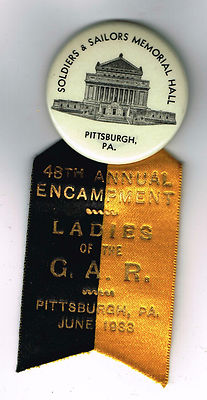 SOLDIERS & SAILORS MEMORIAL HALL
PITTSBURGH,
PA.
48TH ANNUAL
ENCAMPMENT
LADIES
OF THE
G. A. R.
PITTSBURGH, PA.
JUNE 1933